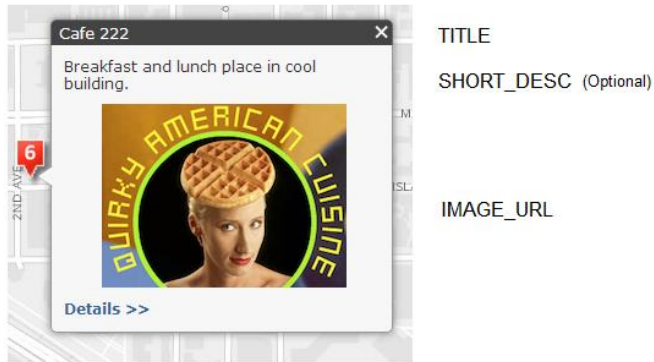 Cafe 222
TITLE
Breakfast and lunch place in cool
building.
SHORT_DESC (Optional)
QUIRKY AMERICAN CUISINE
6
2ND AVE
IMAGE_URL
Details >>